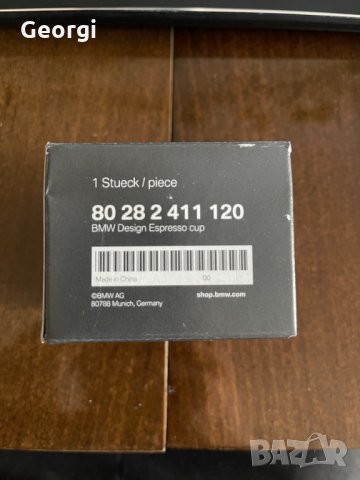 Georgi
1 Stueck / piece
80 28 2 411 120
BMW Design Espresso cup
Made in China 00
©BMW AG shop.bmw.com
80788 Munich, Germany
BAZAR